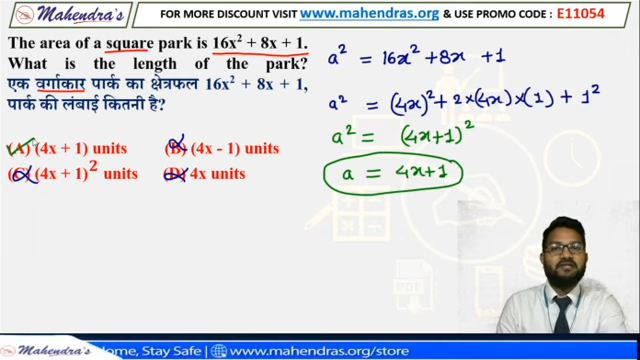 Mahendra's
FOR MORE DISCOUNT VISIT www.mahendras.org & USE PROMO CODE : E11054
The area of a square park is 16x² + 8x + 1.
What is the length of the park?
एक वर्गाकार पार्क का क्षेत्रफल 16x² + 8x + 1,
पार्क की लंबाई कितनी है?
(A) (4x + 1) units
(B) (4x - 1) units
(C) (4x + 1)² units
(D) 4x units
a² = 16x² + 8x + 1
a² = (4x)² + 2×(4x)×(1) + 1²
a² = (4x+1)²
a = 4x+1
Mahendra's
Home, Stay Safe | www.mahendras.org/store